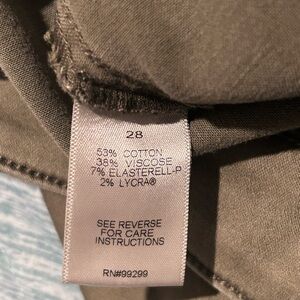 28
53% COTTON
38% VISCOSE
7% ELASTERELL-P
2% LYCRA®
SEE REVERSE
FOR CARE
INSTRUCTIONS
RN#99299